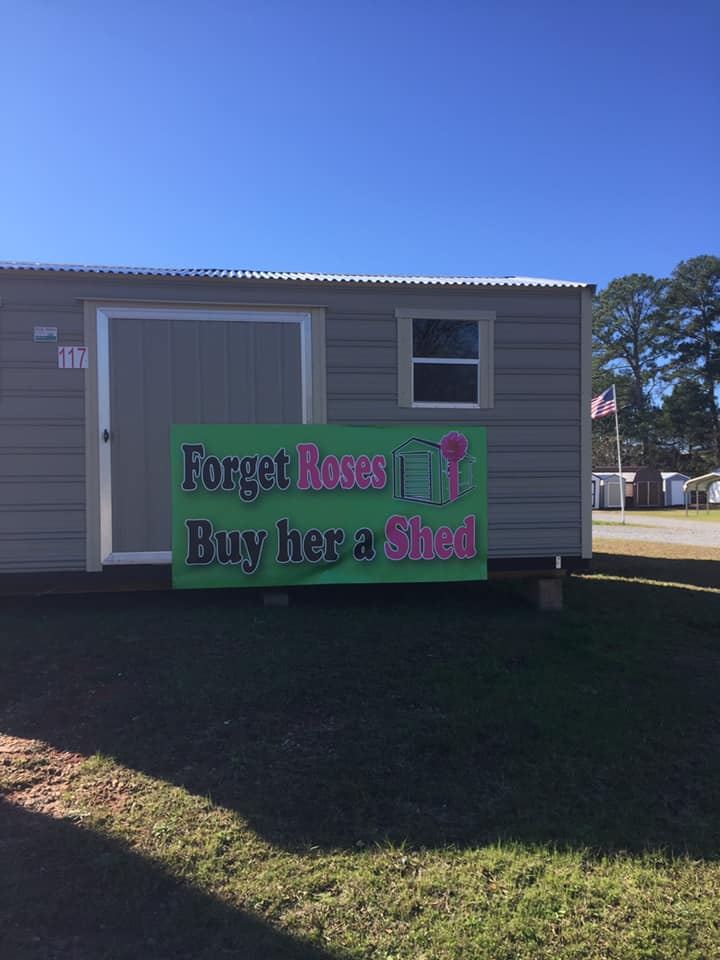 117
Forget Roses
Buy her a Shed